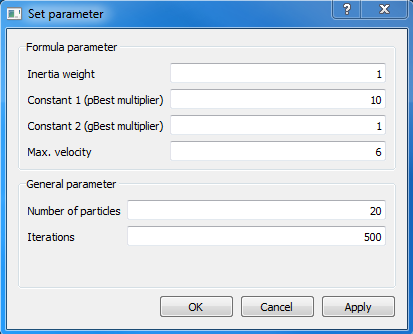 Set parameter
?
X
Formula parameter
Inertia weight 1
Constant 1 (pBest multiplier) 10
Constant 2 (gBest multiplier) 1
Max. velocity 6
General parameter
Number of particles 20
Iterations 500
OK Cancel Apply